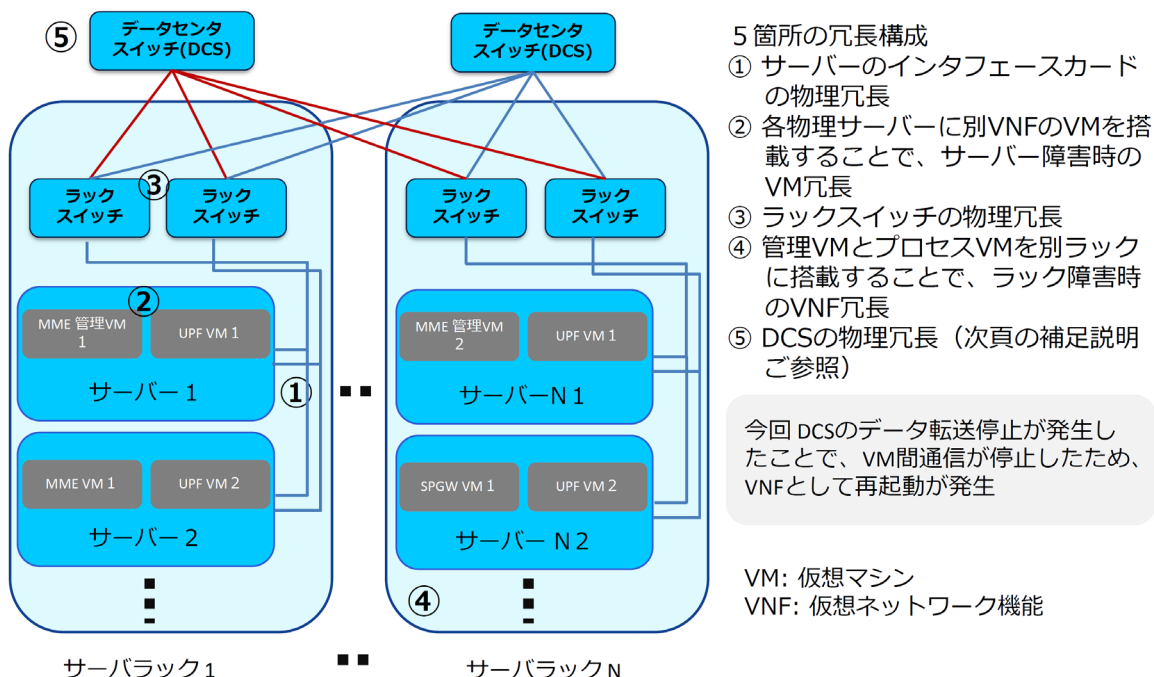 ⑤
データセンタ
スイッチ(DCS)
データセンタ
スイッチ(DCS)
ラック
スイッチ
③
ラック
スイッチ
ラック
スイッチ
ラック
スイッチ
②
MME 管理VM
1
UPF VM 1
サーバー１
①
MME 管理VM
2
UPF VM 1
サーバーN１
MME VM 1
UPF VM 2
サーバー２
SPGW VM 1
UPF VM 2
サーバー N２
④
サーバラック 1
サーバラック N
５箇所の冗長構成
① サーバーのインタフェースカード
の物理冗長
② 各物理サーバーに別VNFのVMを搭
載することで、サーバー障害時の
VM冗長
③ ラックスイッチの物理冗長
④ 管理VMとプロセスVMを別ラック
に搭載することで、ラック障害時
のVNF冗長
⑤ DCSの物理冗長（次頁の補足説明
ご参照）
今回 DCSのデータ転送停止が発生し
たことで、VM間通信が停止したため、
VNFとして再起動が発生
VM: 仮想マシン
VNF: 仮想ネットワーク機能